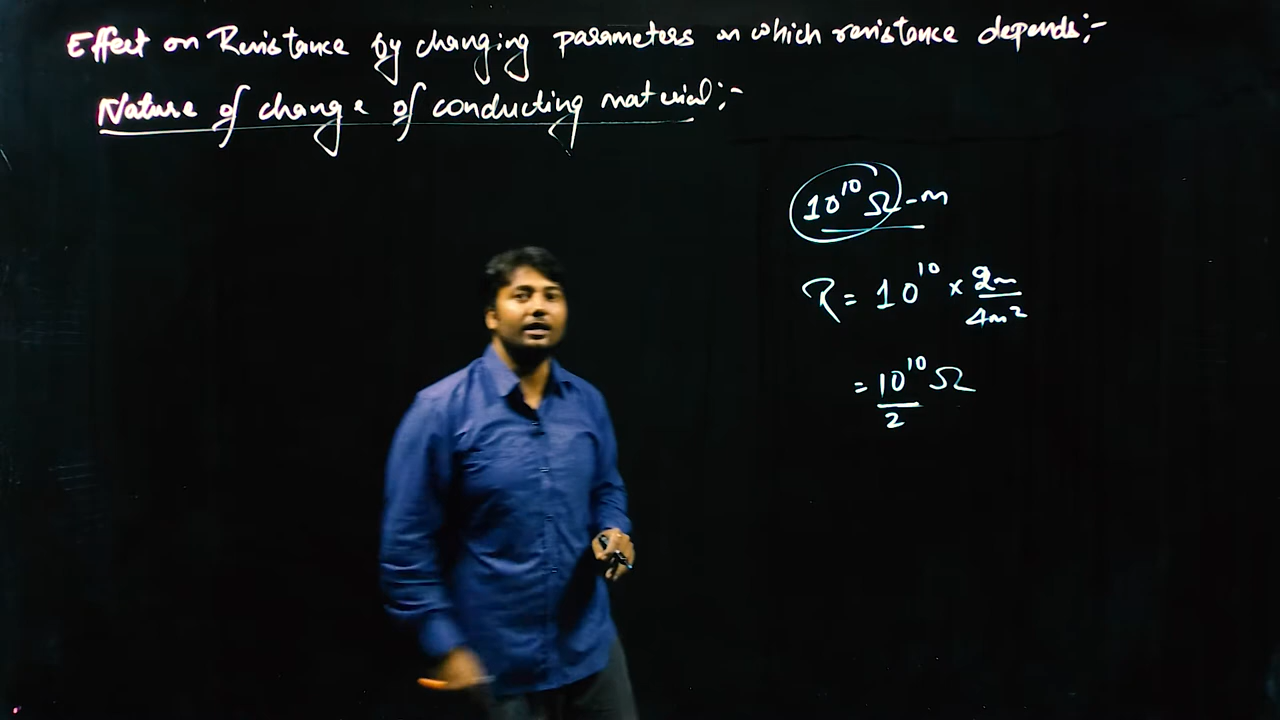 Effect on Resistance by changing parameters on which resistance depends:-
Nature of change of conducting material:-
10¹⁰ Ω-m
R = 10¹⁰ × 2m/4m²
= 10¹⁰/2 Ω